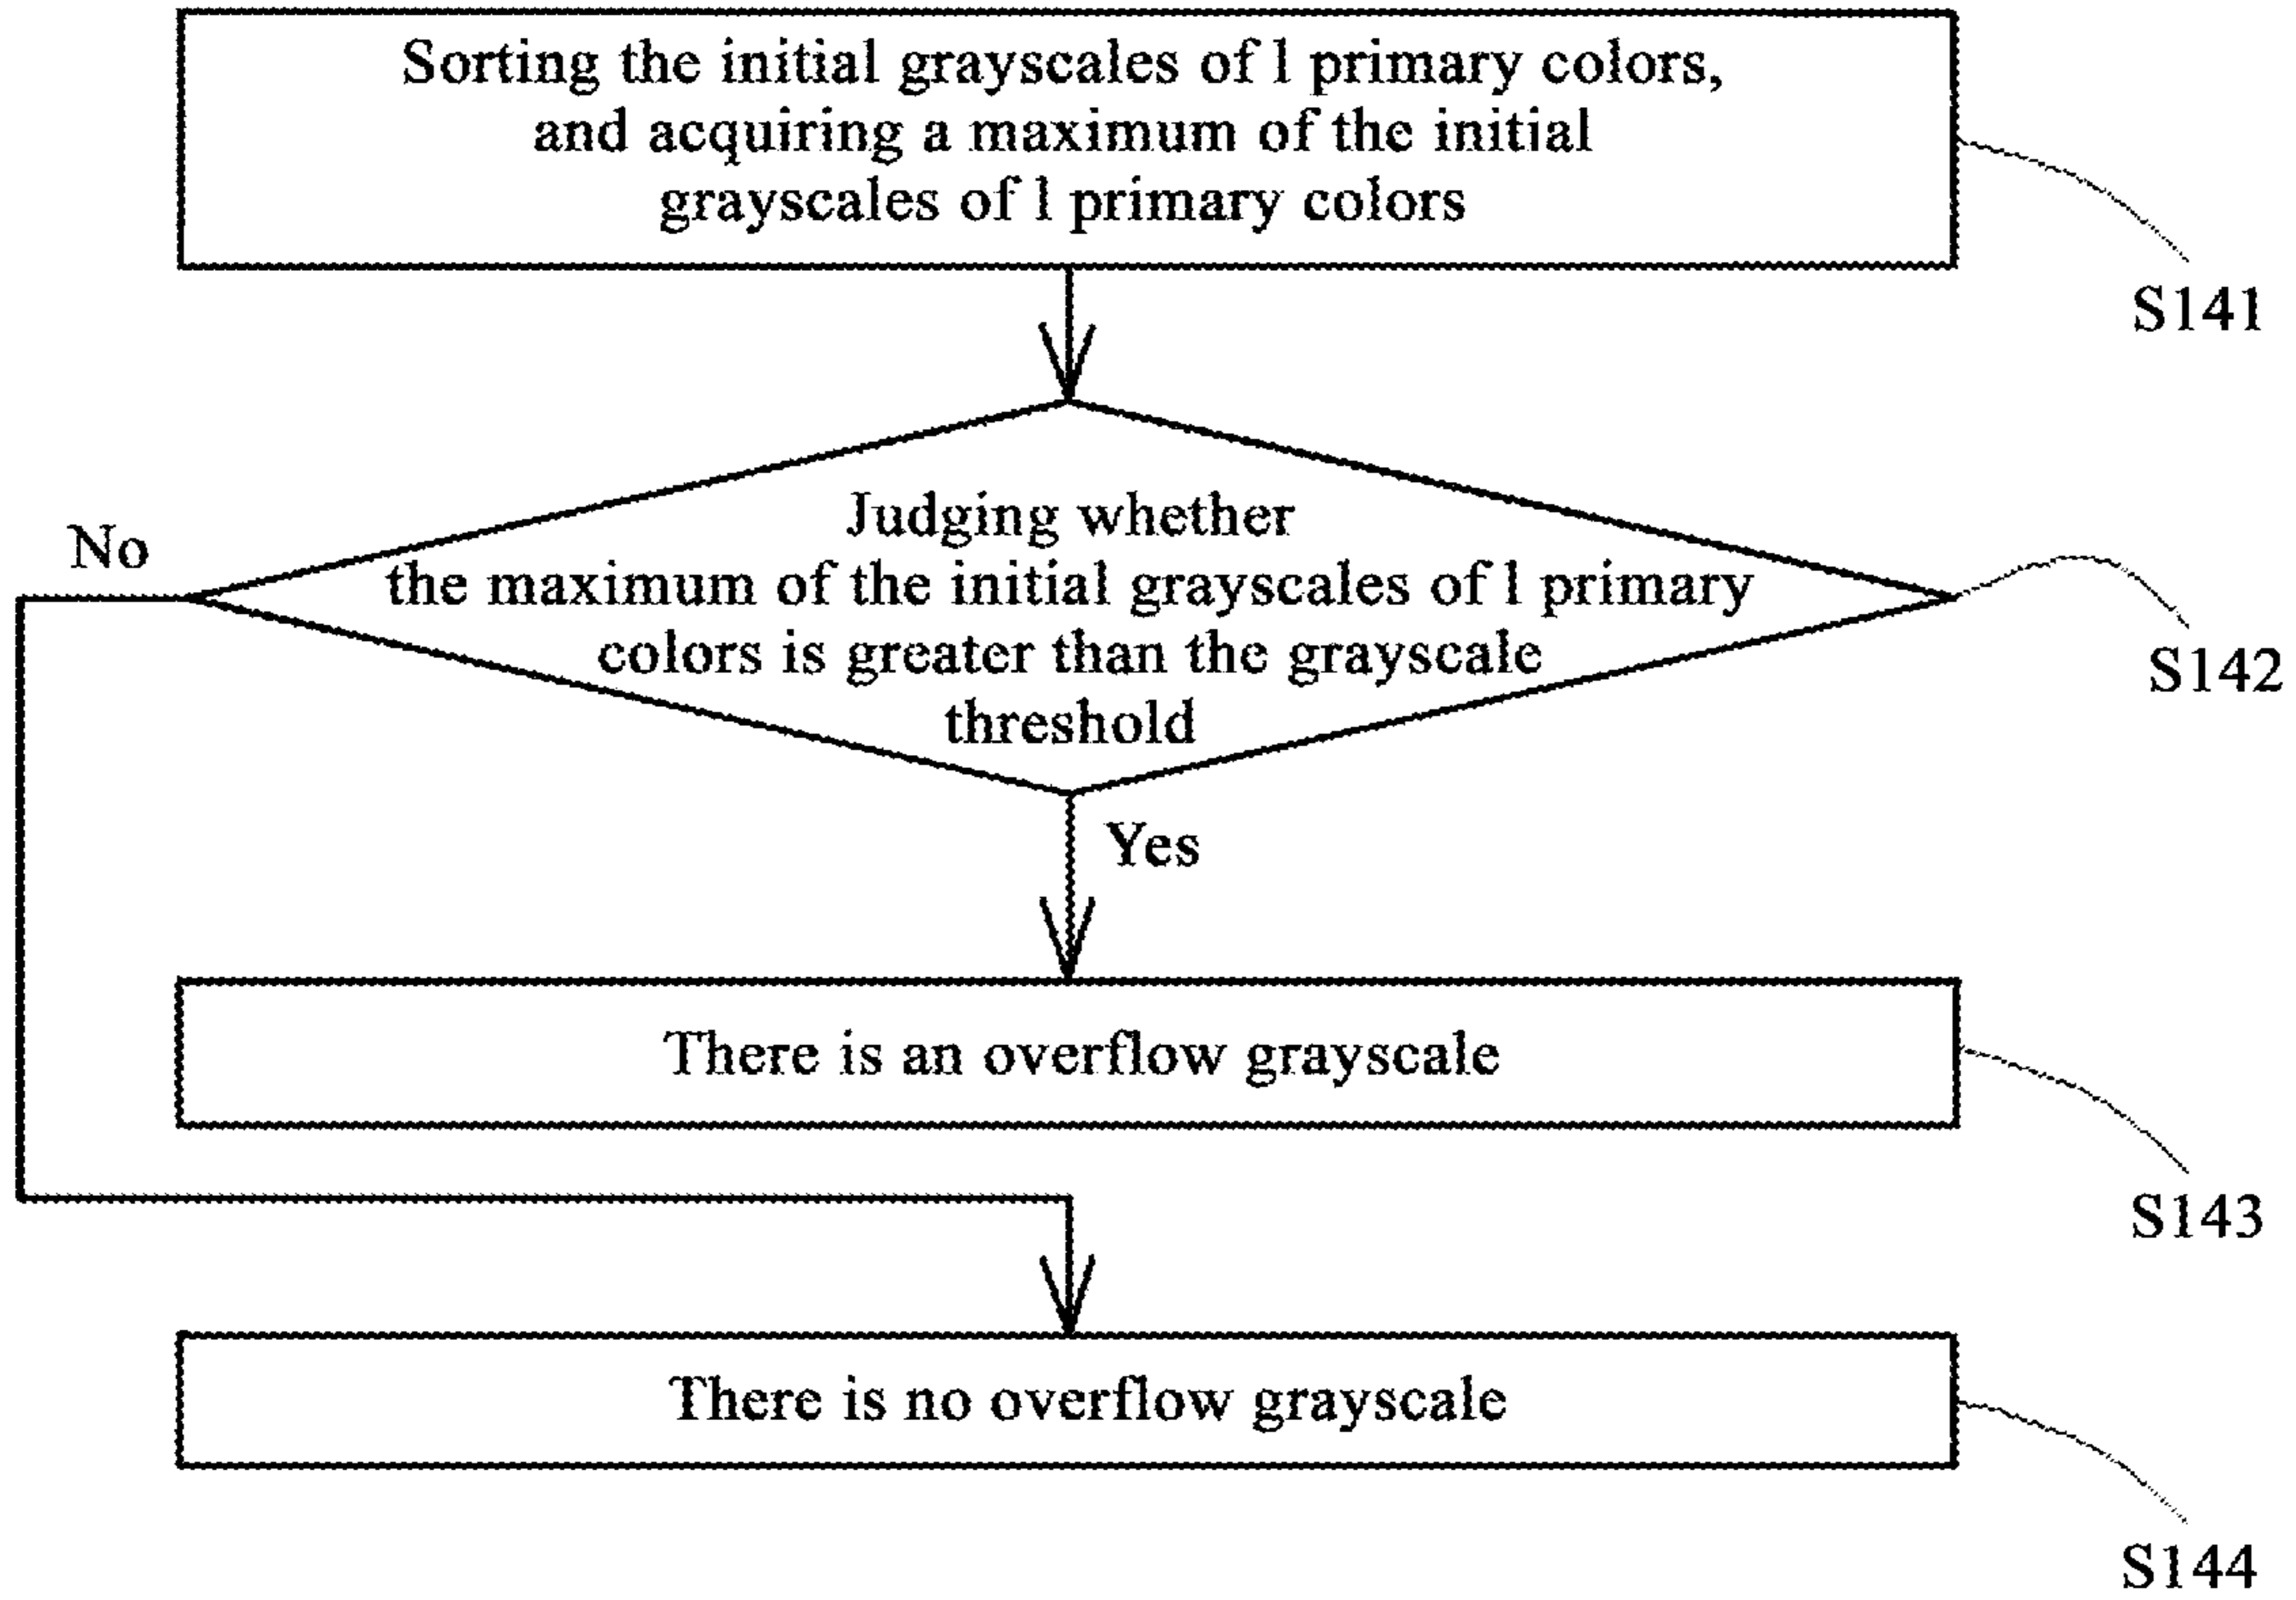 Sorting the initial grayscales of l primary colors,
and acquiring a maximum of the initial
grayscales of l primary colors
S141
Judging whether
the maximum of the initial grayscales of l primary
colors is greater than the grayscale
threshold
No
S142
Yes
There is an overflow grayscale
S143
There is no overflow grayscale
S144